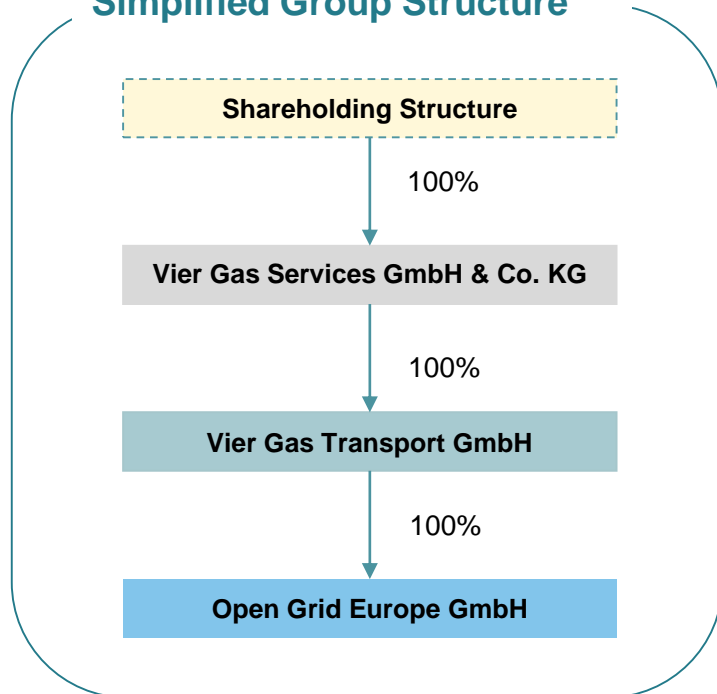 Simplified Group Structure
Shareholding Structure
100%
Vier Gas Services GmbH & Co. KG
100%
Vier Gas Transport GmbH
100%
Open Grid Europe GmbH